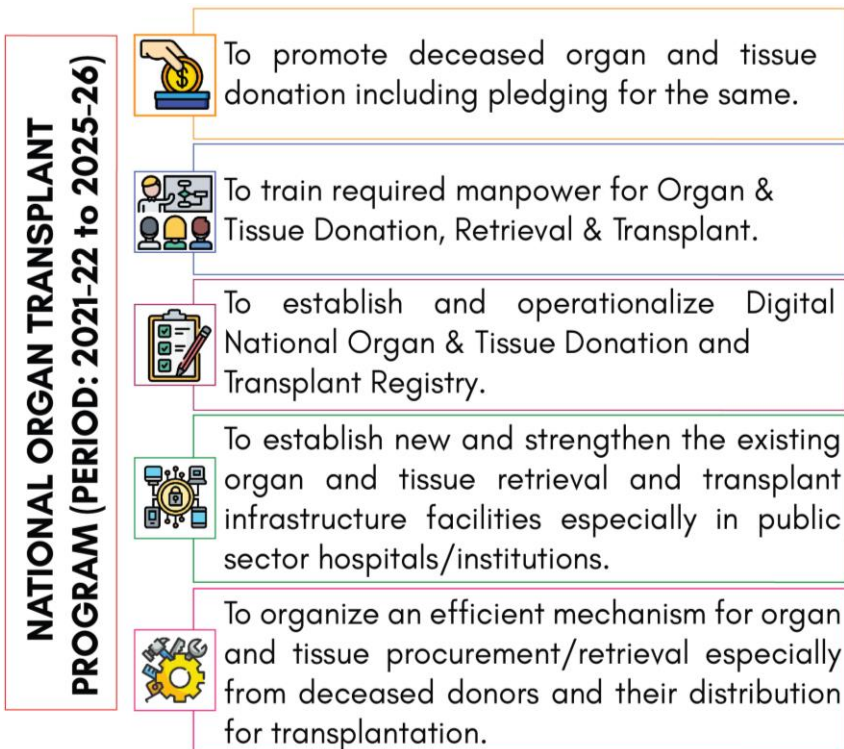 NATIONAL ORGAN TRANSPLANT
PROGRAM (PERIOD: 2021-22 to 2025-26)
To promote deceased organ and tissue
donation including pledging for the same.
To train required manpower for Organ &
Tissue Donation, Retrieval & Transplant.
To establish and operationalize Digital
National Organ & Tissue Donation and
Transplant Registry.
To establish new and strengthen the existing
organ and tissue retrieval and transplant
infrastructure facilities especially in public
sector hospitals/institutions.
To organize an efficient mechanism for organ
and tissue procurement/retrieval especially
from deceased donors and their distribution
for transplantation.